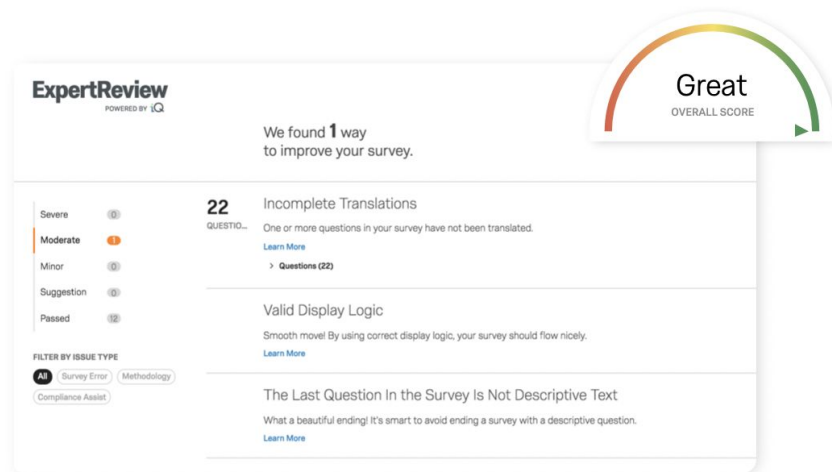 ExpertReview
POWERED BY iQ
Great
OVERALL SCORE
We found 1 way
to improve your survey.
Severe 0
Moderate 1
Minor 0
Suggestion 0
Passed 12
FILTER BY ISSUE TYPE
All Survey Error Methodology
Compliance Assist
22
QUESTIO...
Incomplete Translations
One or more questions in your survey have not been translated.
Learn More
> Questions (22)
Valid Display Logic
Smooth move! By using correct display logic, your survey should flow nicely.
Learn More
The Last Question In the Survey Is Not Descriptive Text
What a beautiful ending! It's smart to avoid ending a survey with a descriptive question.
Learn More